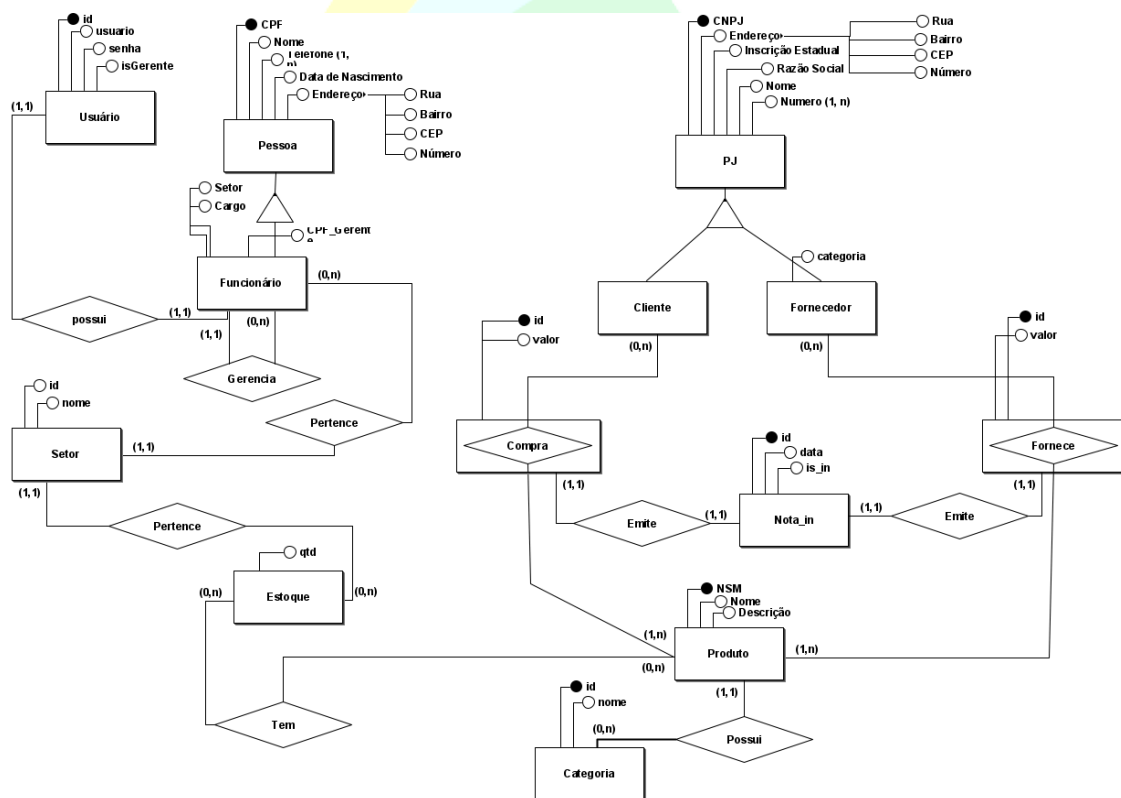 id
usuario
senha
isGerente
(1,1)
Usuário
CPF
Nome
Telefone (1,
n)
Data de Nascimento
Endereço
Rua
Bairro
CEP
Número
Pessoa
CNPJ
Endereço
Rua
Bairro
CEP
Número
Inscrição Estadual
Razão Social
Nome
Numero (1, n)
PJ
Setor
Cargo
CPF_Gerent
e
Funcionário
(0,n)
possui
(1,1)
(1,1)
(0,n)
Gerencia
Pertence
categoria
Cliente
Fornecedor
(0,n)
(0,n)
id
valor
id
valor
id
nome
Setor
(1,1)
(1,1)
Compra
Fornece
(1,1)
(1,1)
id
data
is_in
Emite
(1,1)
Nota_in
(1,1)
Emite
Pertence
qtd
Estoque
(0,n)
(0,n)
NSM
Nome
Descrição
(1,n)
Produto
(1,n)
(0,n)
(1,1)
Tem
id
nome
(0,n)
Possui
Categoria